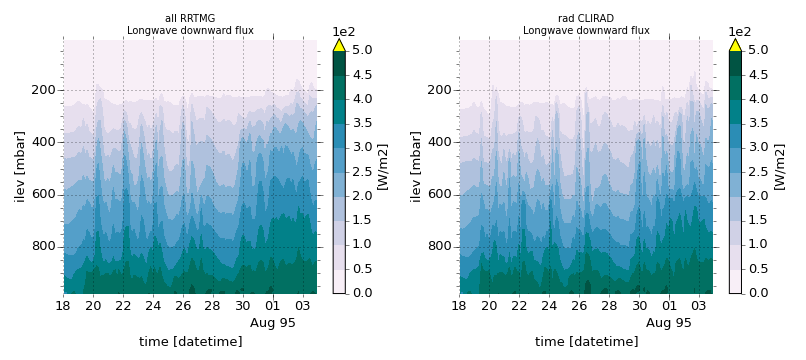 all RRTMG
Longwave downward flux
1e2
5.0
4.5
4.0
3.5
3.0
2.5
2.0
1.5
1.0
0.5
0.0
[W/m2]
200
400
600
800
ilev [mbar]
18 20 22 24 26 28 30 01 03
Aug 95
time [datetime]
rad CLIRAD
Longwave downward flux
1e2
5.0
4.5
4.0
3.5
3.0
2.5
2.0
1.5
1.0
0.5
0.0
[W/m2]
200
400
600
800
ilev [mbar]
18 20 22 24 26 28 30 01 03
Aug 95
time [datetime]